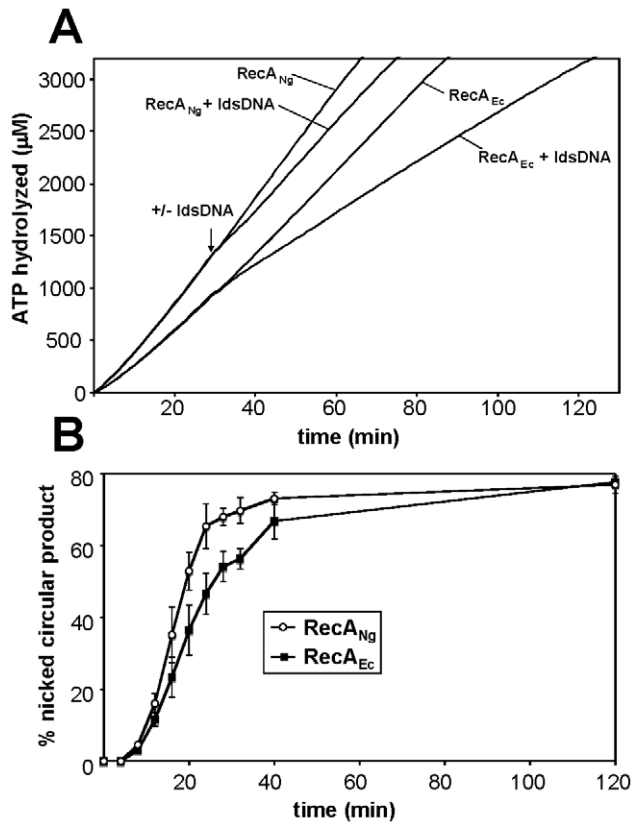 A
ATP hydrolyzed (µM)
3000
2500
2000
1500
1000
500
0
RecANg
RecANg + ldsDNA
RecAEc
RecAEc + ldsDNA
+/- ldsDNA
20
40
60
80
100
120
time (min)
B
% nicked circular product
80
60
40
20
0
RecANg
RecAEc
20
40
60
80
100
120
time (min)